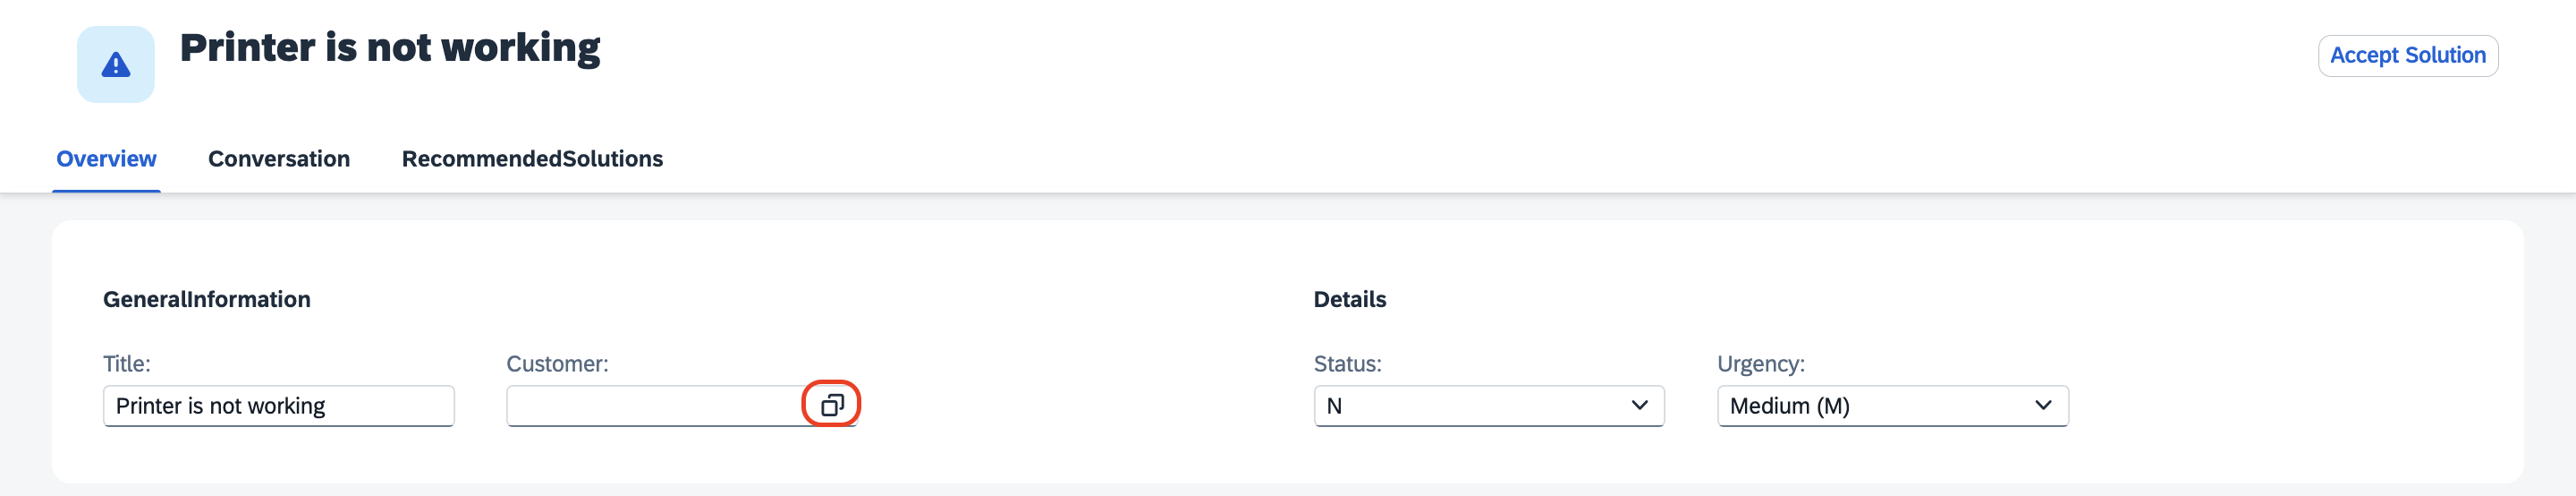 Printer is not working
Accept Solution
Overview Conversation RecommendedSolutions
GeneralInformation
Title:
Printer is not working
Customer:
Details
Status:
N
Urgency:
Medium (M)